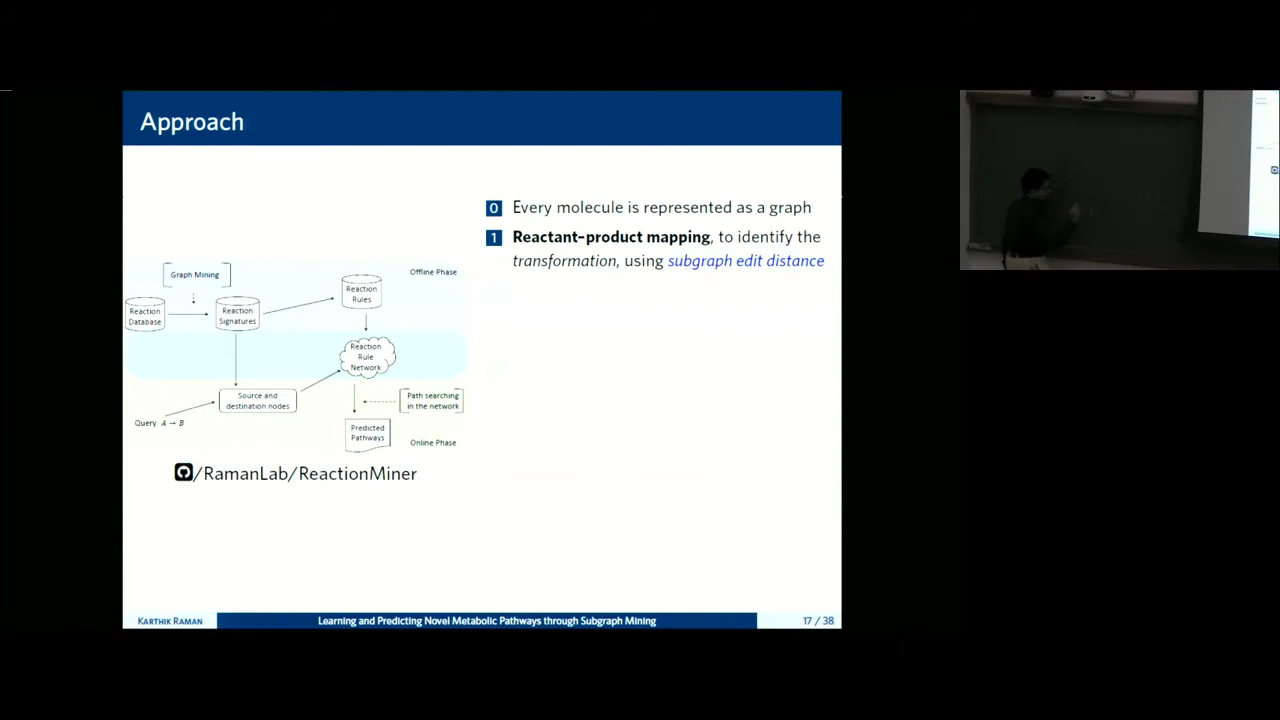 Approach
0 Every molecule is represented as a graph
1 Reactant–product mapping, to identify the
transformation, using subgraph edit distance
Graph Mining
Offline Phase
Reaction
Database
Reaction
Signatures
Reaction
Rules
Reaction
Rule
Network
Source and
destination nodes
Path searching
in the network
Query A → B
Predicted
Pathways
Online Phase
/RamanLab/ReactionMiner
KARTHIK RAMAN
Learning and Predicting Novel Metabolic Pathways through Subgraph Mining
17 / 38